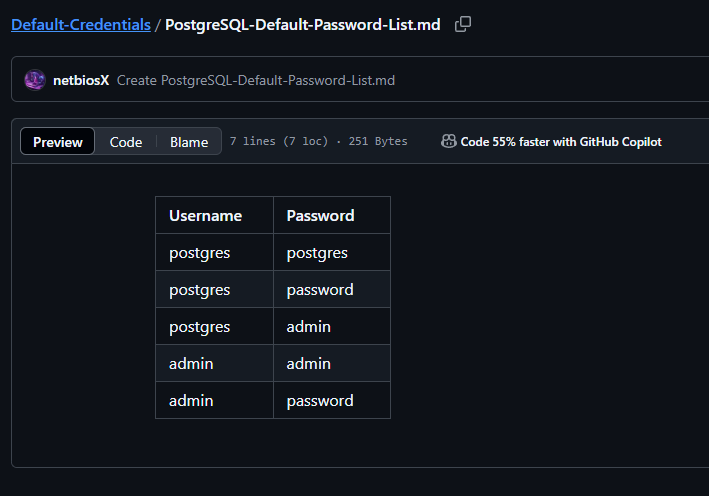 Default-Credentials / PostgreSQL-Default-Password-List.md
netbiosX Create PostgreSQL-Default-Password-List.md
Preview Code Blame 7 lines (7 loc) · 251 Bytes Code 55% faster with GitHub Copilot
Username Password
postgres postgres
postgres password
postgres admin
admin admin
admin password